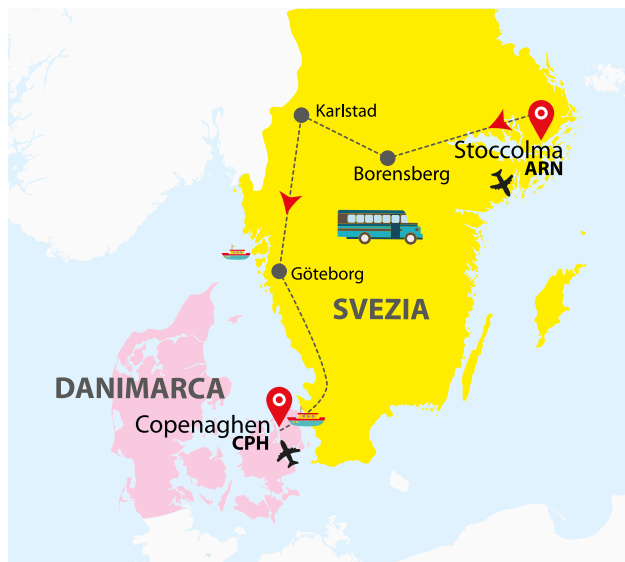 Karlstad
Stoccolma
ARN
Borensberg
Göteborg
SVEZIA
DANIMARCA
Copenaghen
CPH